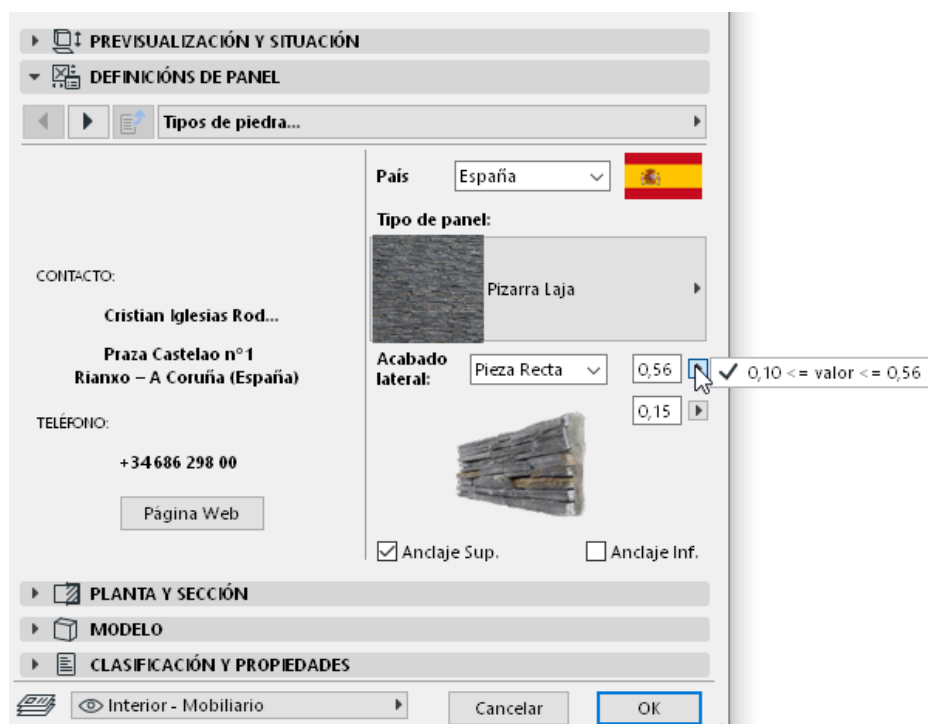 PREVISUALIZACIÓN Y SITUACIÓN
DEFINICIÓNS DE PANEL
Tipos de piedra...
País
España
Tipo de panel:
Pizarra Laja
CONTACTO:
Cristian Iglesias Rod...
Praza Castelao nº1
Rianxo – A Coruña (España)
TELÉFONO:
+34 686 298 00
Página Web
Acabado
lateral:
Pieza Recta
0,56
0,10 <= valor <= 0,56
0,15
Anclaje Sup.
Anclaje Inf.
PLANTA Y SECCIÓN
MODELO
CLASIFICACIÓN Y PROPIEDADES
Interior - Mobiliario
Cancelar
OK